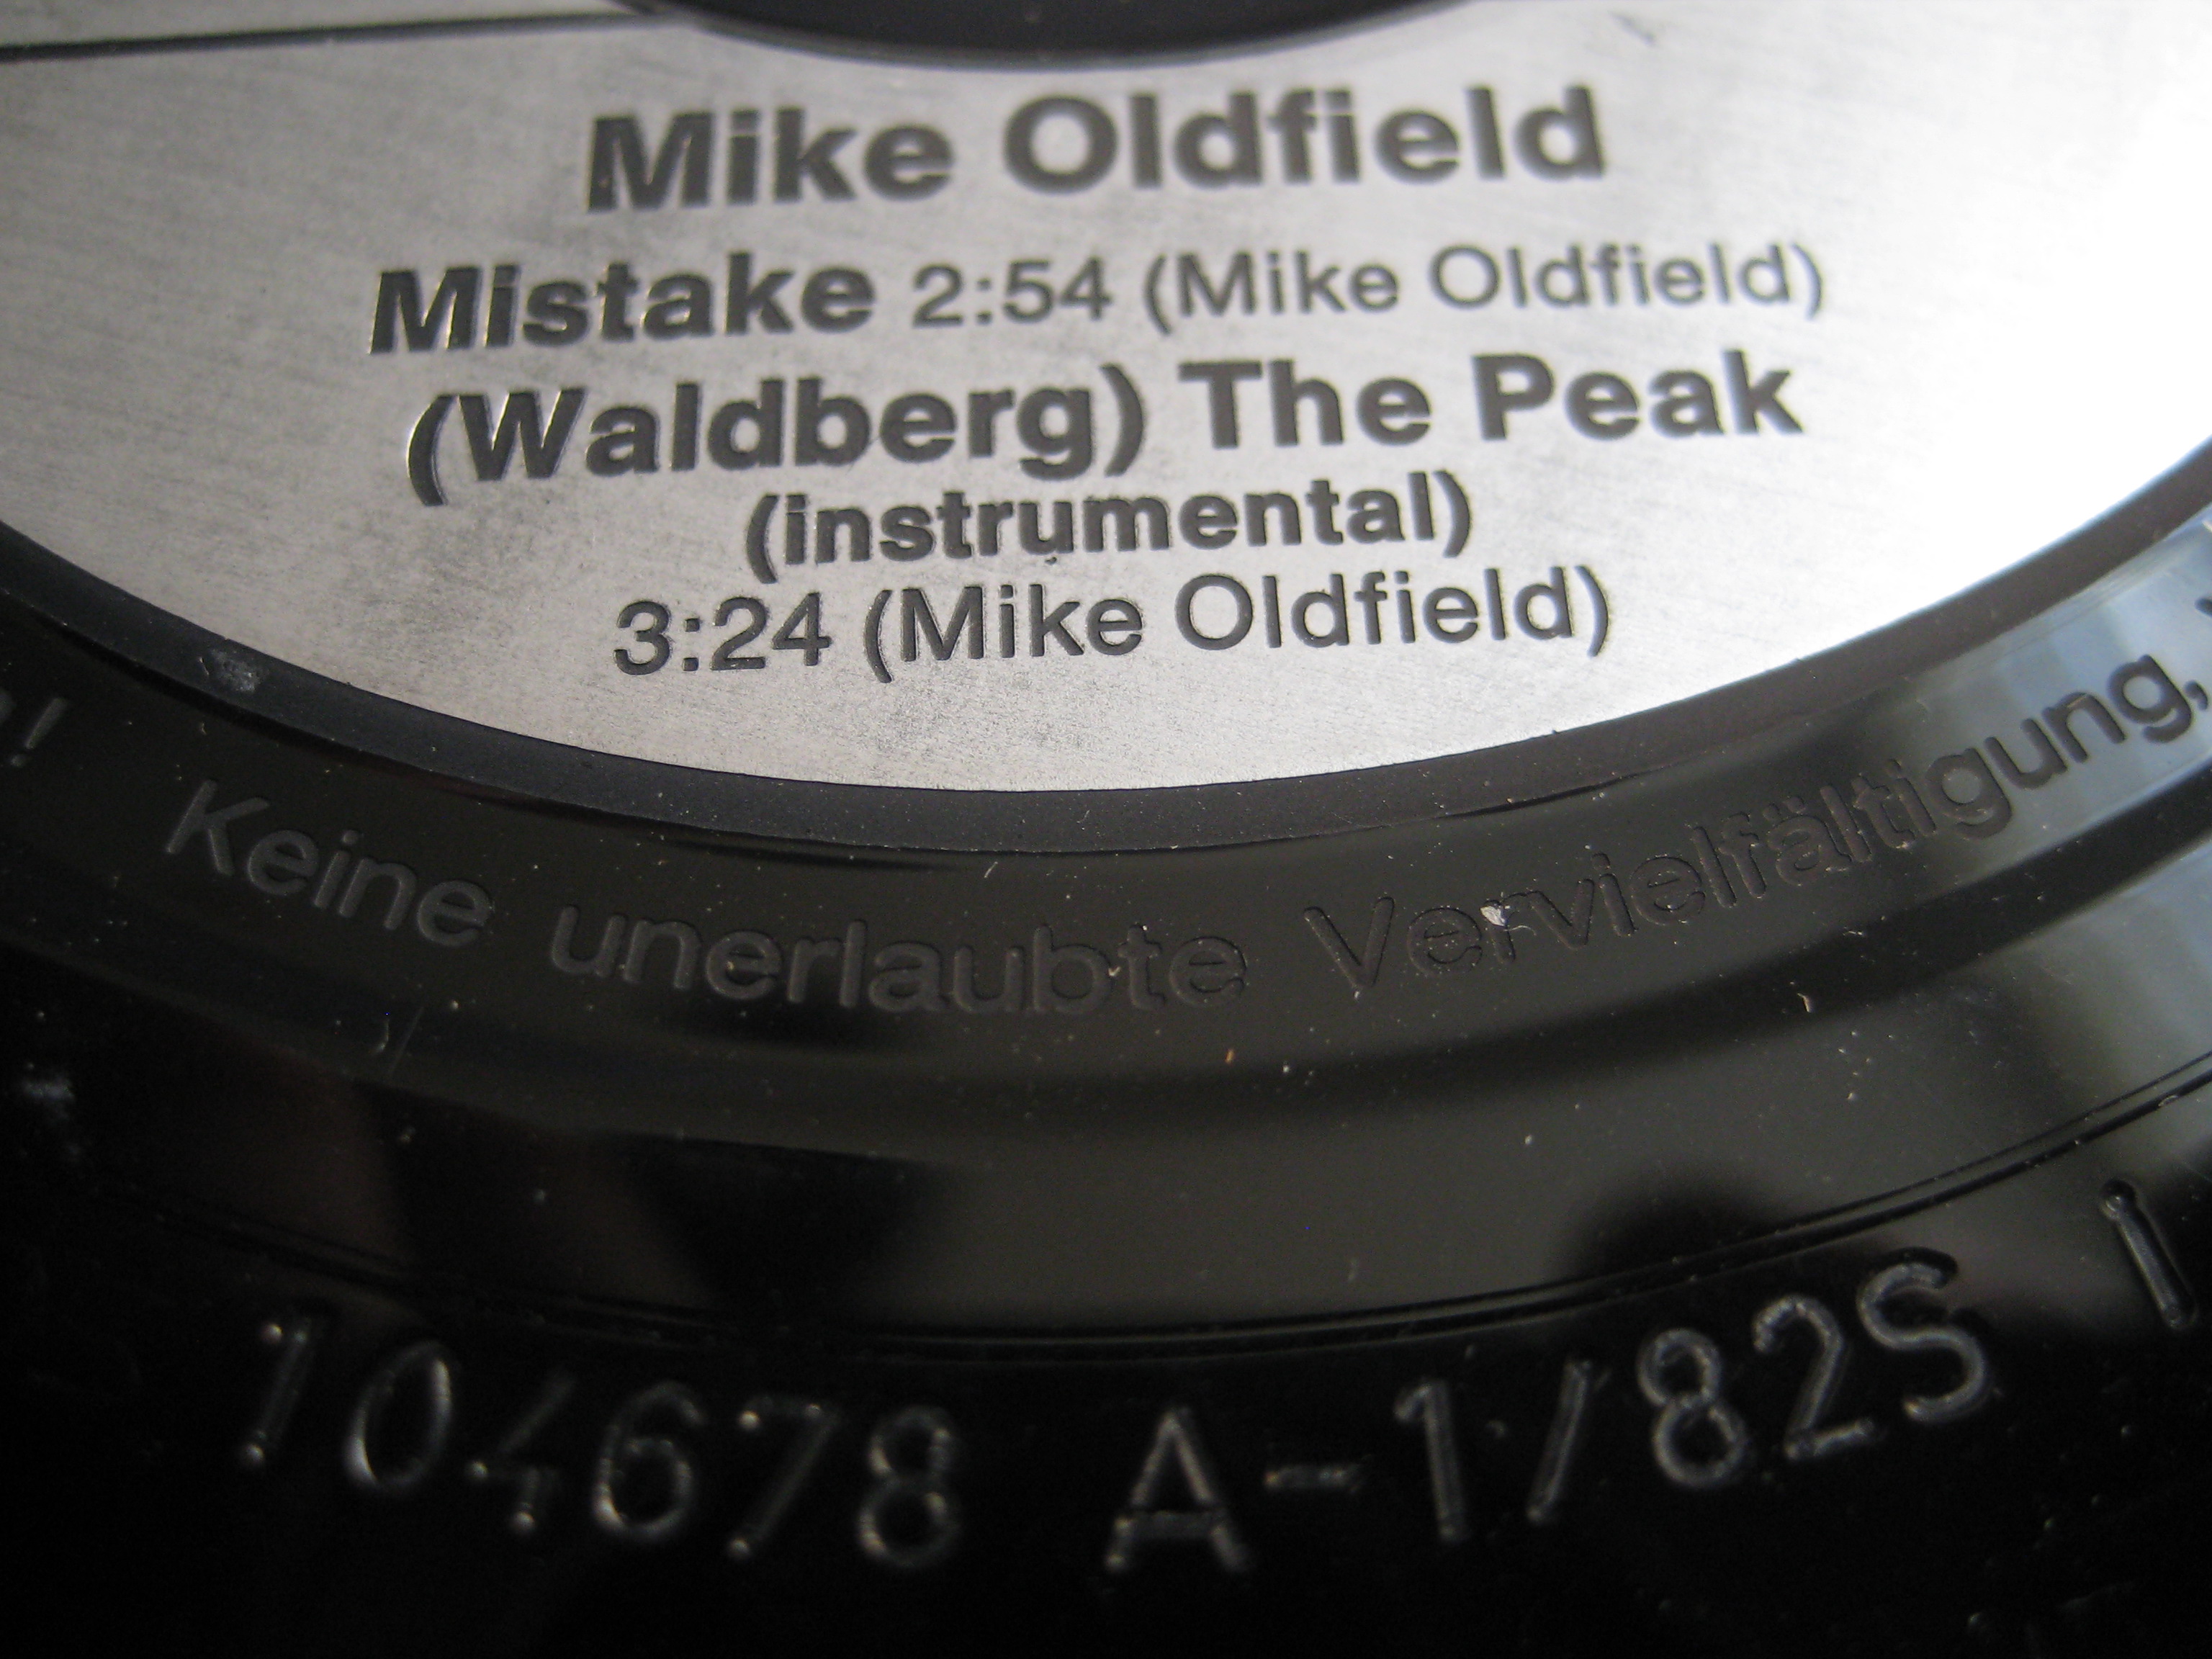 Mike Oldfield
Mistake 2:54 (Mike Oldfield)
(Waldberg) The Peak
(instrumental)
3:24 (Mike Oldfield)
Keine unerlaubte Vervielfältigung,
104678 A-1/82S 1